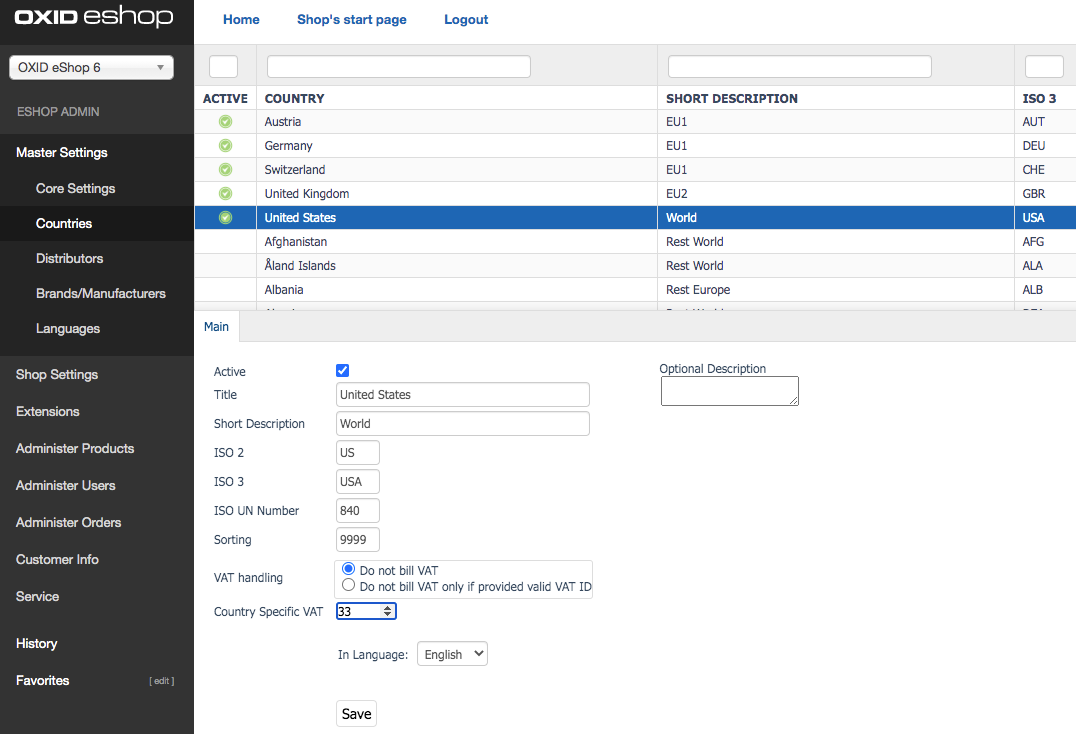 OXID eshop
Home Shop's start page Logout
OXID eShop 6
ESHOP ADMIN
Master Settings
Core Settings
Countries
Distributors
Brands/Manufacturers
Languages
Shop Settings
Extensions
Administer Products
Administer Users
Administer Orders
Customer Info
Service
History
Favorites [ edit ]
ACTIVE COUNTRY SHORT DESCRIPTION ISO 3
Austria EU1 AUT
Germany EU1 DEU
Switzerland EU1 CHE
United Kingdom EU2 GBR
United States World USA
Afghanistan Rest World AFG
Åland Islands Rest World ALA
Albania Rest Europe ALB
Main
Active
Optional Description
Title United States
Short Description World
ISO 2 US
ISO 3 USA
ISO UN Number 840
Sorting 9999
VAT handling
Do not bill VAT
Do not bill VAT only if provided valid VAT ID
Country Specific VAT 33
In Language: English
Save